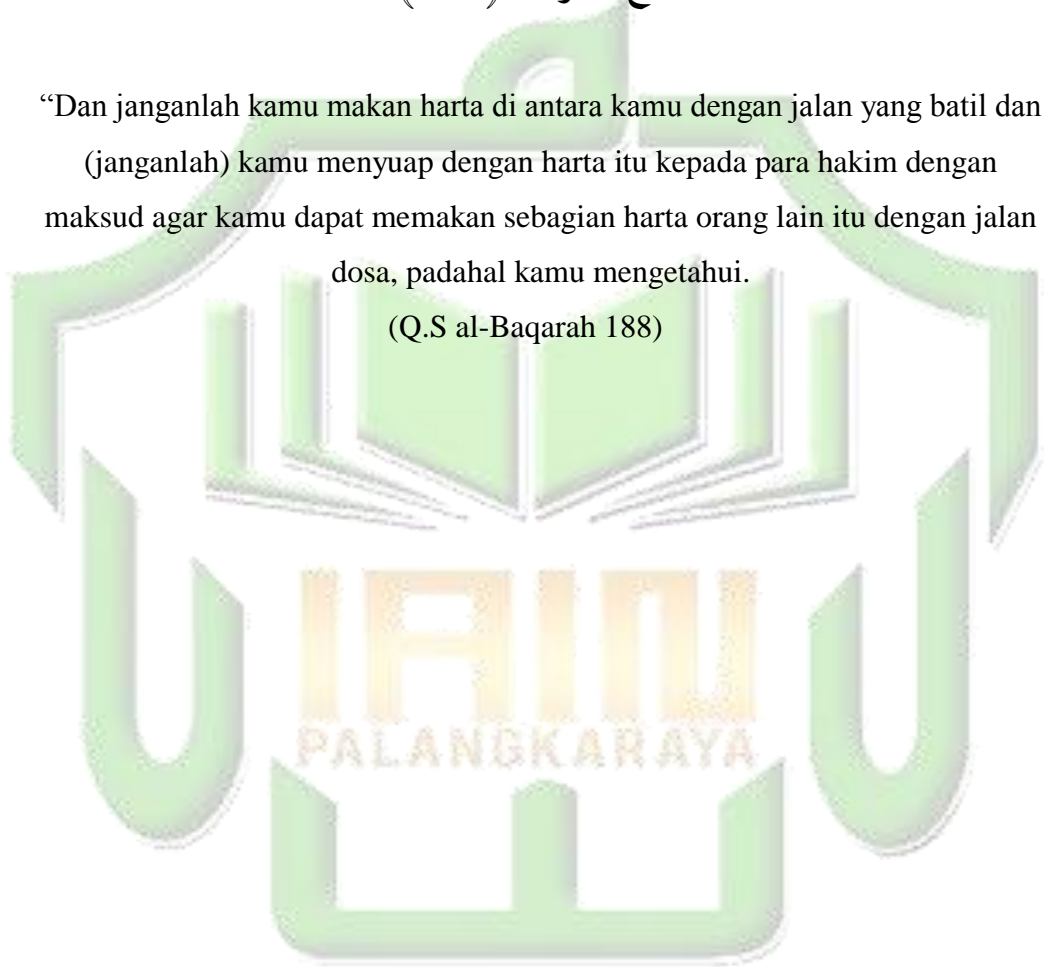 “Dan janganlah kamu makan harta di antara kamu dengan jalan yang batil dan
(janganlah) kamu menyuap dengan harta itu kepada para hakim dengan
maksud agar kamu dapat memakan sebagian harta orang lain itu dengan jalan
dosa, padahal kamu mengetahui.
(Q.S al-Baqarah 188)
IAIN
PALANGKARAYA